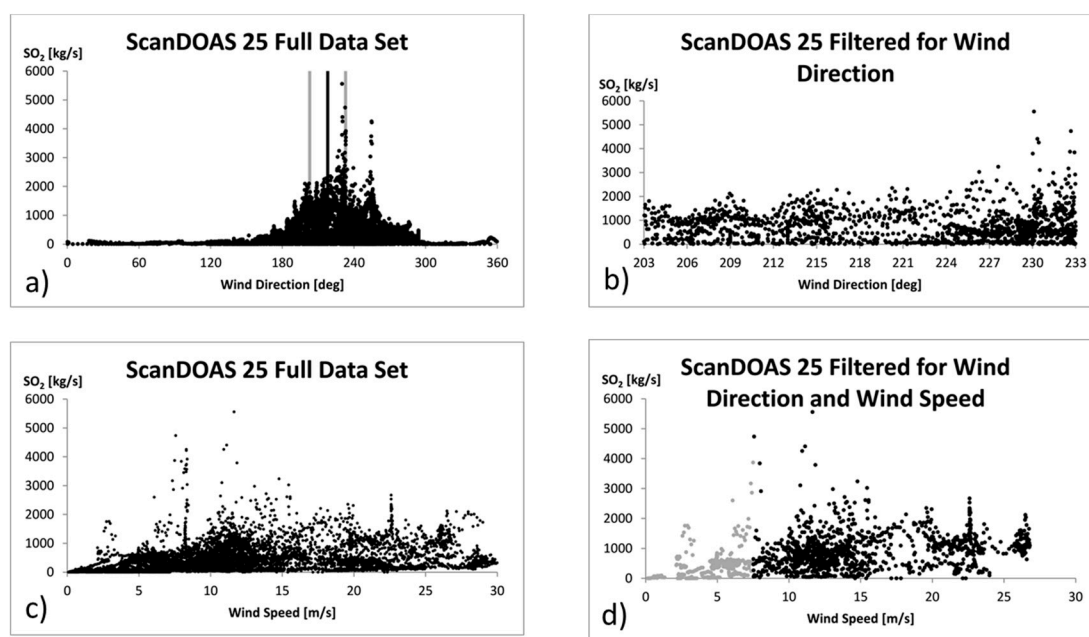 ScanDOAS 25 Full Data Set
SO₂ [kg/s]
6000
5000
4000
3000
2000
1000
0
0 60 120 180 240 300 360
Wind Direction [deg]
a)
ScanDOAS 25 Filtered for Wind
Direction
SO₂ [kg/s]
6000
5000
4000
3000
2000
1000
0
203 206 209 212 215 218 221 224 227 230 233
Wind Direction [deg]
b)
ScanDOAS 25 Full Data Set
SO₂ [kg/s]
6000
5000
4000
3000
2000
1000
0
0 5 10 15 20 25 30
Wind Speed [m/s]
c)
ScanDOAS 25 Filtered for Wind
Direction and Wind Speed
SO₂ [kg/s]
6000
5000
4000
3000
2000
1000
0
0 5 10 15 20 25 30
Wind Speed [m/s]
d)